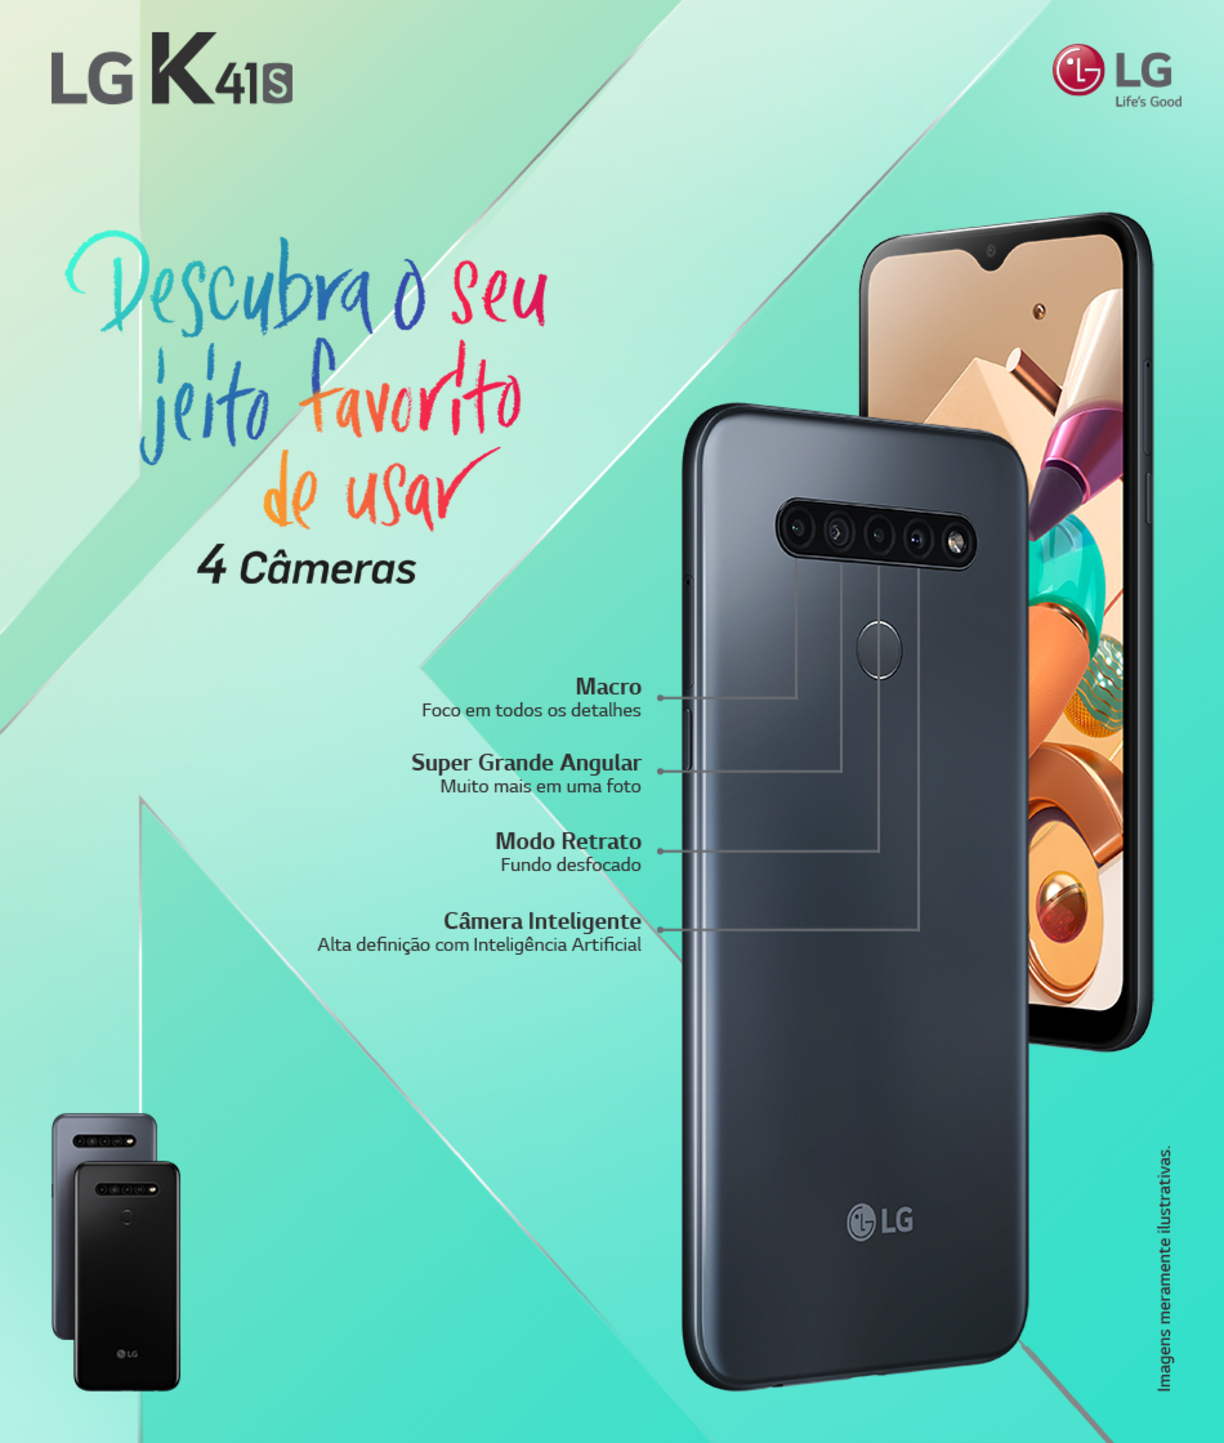 LG K41S
LG
Life's Good
Descubra o seu
jeito favorito
de usar
4 Câmeras
Macro
Foco em todos os detalhes
Super Grande Angular
Muito mais em uma foto
Modo Retrato
Fundo desfocado
Câmera Inteligente
Alta definição com Inteligência Artificial
LG
LG
Imagens meramente ilustrativas.